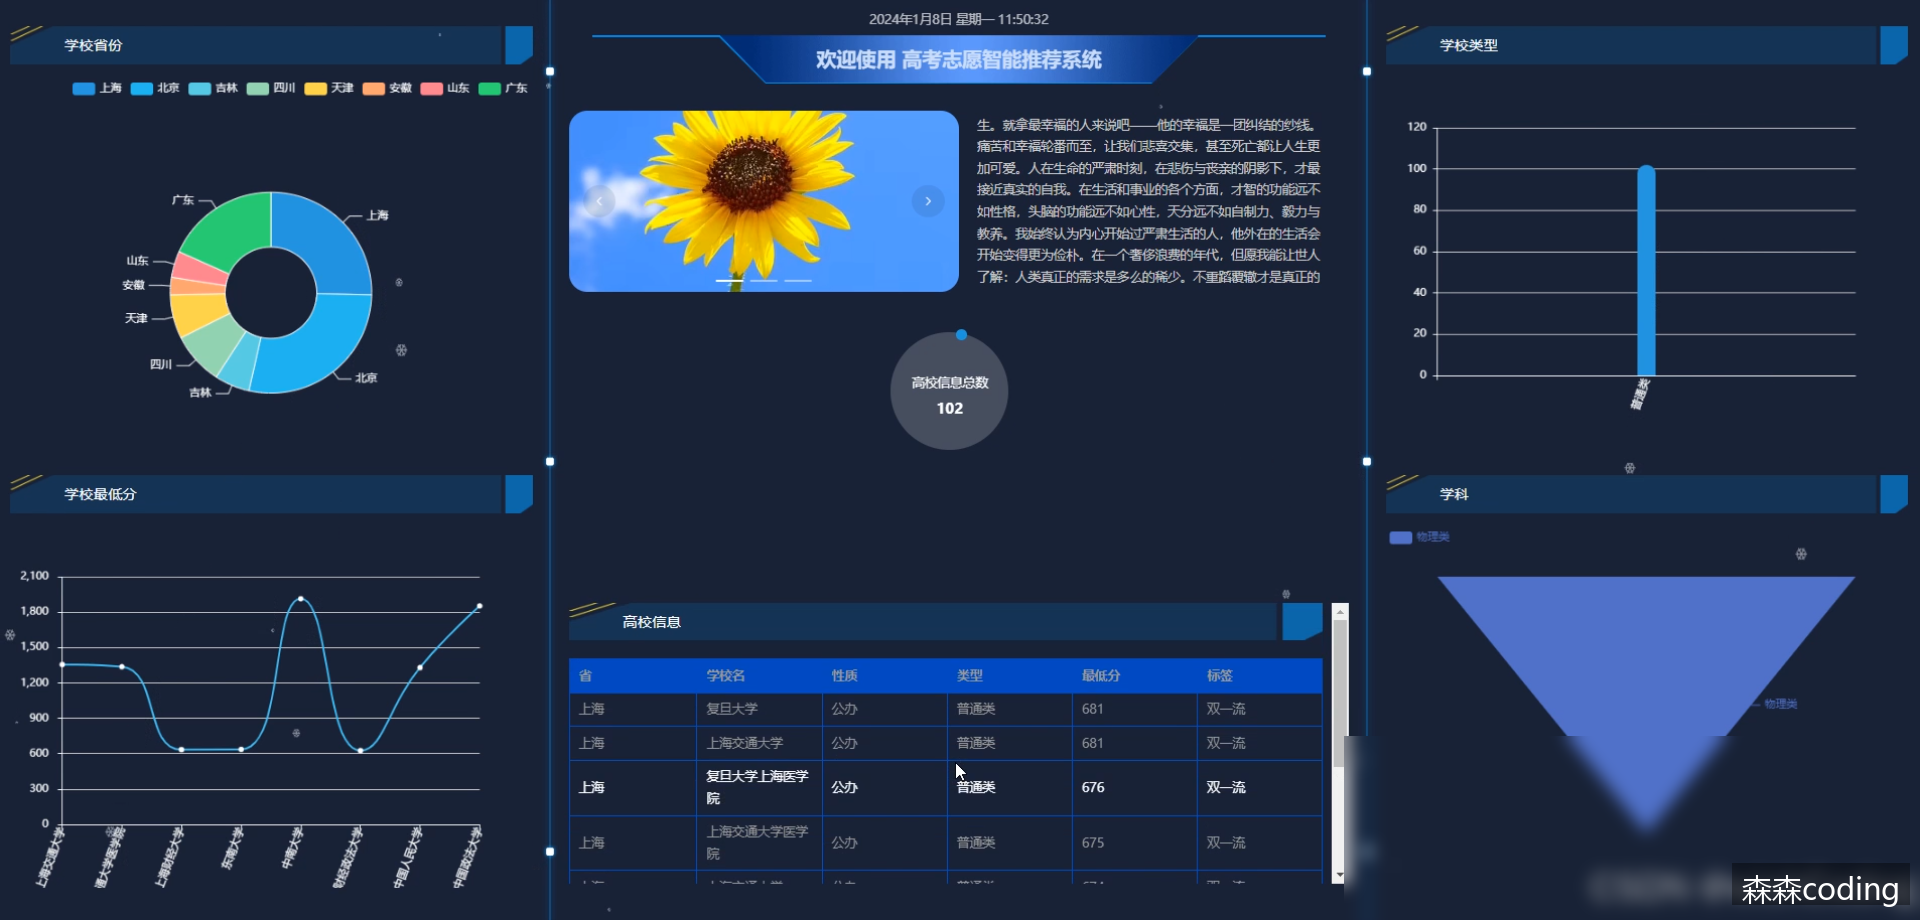 2024年1月8日 星期一 11:50:32
欢迎使用 高考志愿智能推荐系统
学校省份
上海 北京 吉林 四川 天津 安徽 山东 广东
广东
上海
山东
安徽
天津
四川
吉林
北京
学校最低分
2,100
1,800
1,500
1,200
900
600
300
0
上海交通大学
通大学医学院
上海财经大学
东南大学
中南大学
财经政法大学
中国人民大学
中国政法大学
生。就拿最幸福的人来说吧——他的幸福是一团纠结的纱线。
痛苦和幸福轮番而至，让我们悲喜交集，甚至死亡都让人生更
加可爱。人在生命的严肃时刻，在悲伤与丧亲的阴影下，才最
接近真实的自我。在生活和事业的各个方面，才智的功能远不
如性格，头脑的功能远不如心性，天分远不如自制力、毅力与
教养。我始终认为内心开始过严肃生活的人，他外在的生活会
开始变得更为俭朴。在一个奢侈浪费的年代，但愿我能让世人
了解：人类真正的需求是多么的稀少。不重蹈覆辙才是真正的
高校信息总数
102
高校信息
省 学校名 性质 类型 最低分 标签
上海 复旦大学 公办 普通类 681 双一流
上海 上海交通大学 公办 普通类 681 双一流
上海 复旦大学上海医学院 公办 普通类 676 双一流
上海 上海交通大学医学院 公办 普通类 675 双一流
学校类型
120
100
80
60
40
20
0
普通类
学科
物理类
物理类
森森coding